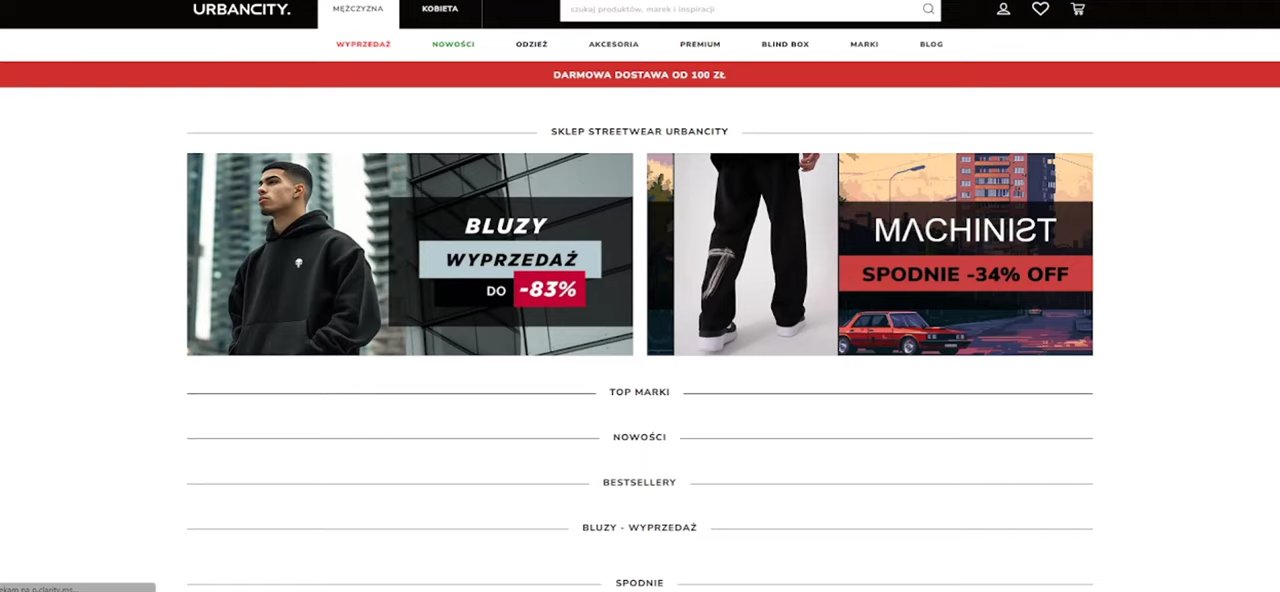 URBANCITY.
MĘŻCZYZNA
KOBIETA
szukaj produktów, marek i inspiracji
WYPRZEDAŻ
NOWOŚCI
ODZIEŻ
AKCESORIA
PREMIUM
BLIND BOX
MARKI
BLOG
DARMOWA DOSTAWA OD 100 ZŁ
SKLEP STREETWEAR URBANCITY
BLUZY
WYPRZEDAŻ
DO -83%
MACHINIST
SPODNIE -34% OFF
TOP MARKI
NOWOŚCI
BESTSELLERY
BLUZY - WYPRZEDAŻ
SPODNIE